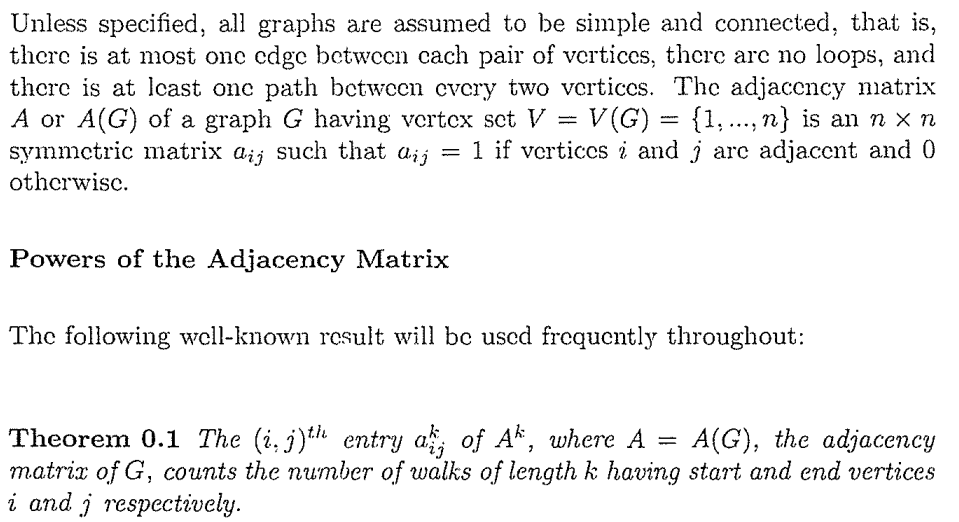 Unless specified, all graphs are assumed to be simple and connected, that is,
there is at most one edge between each pair of vertices, there are no loops, and
there is at least one path between every two vertices. The adjacency matrix
A or A(G) of a graph G having vertex set V = V(G) = {1, ..., n} is an n × n
symmetric matrix a_{ij} such that a_{ij} = 1 if vertices i and j are adjacent and 0
otherwise.
Powers of the Adjacency Matrix
The following well-known result will be used frequently throughout:
Theorem 0.1 The (i, j)^{th} entry a^k_{ij} of A^k, where A = A(G), the adjacency
matrix of G, counts the number of walks of length k having start and end vertices
i and j respectively.